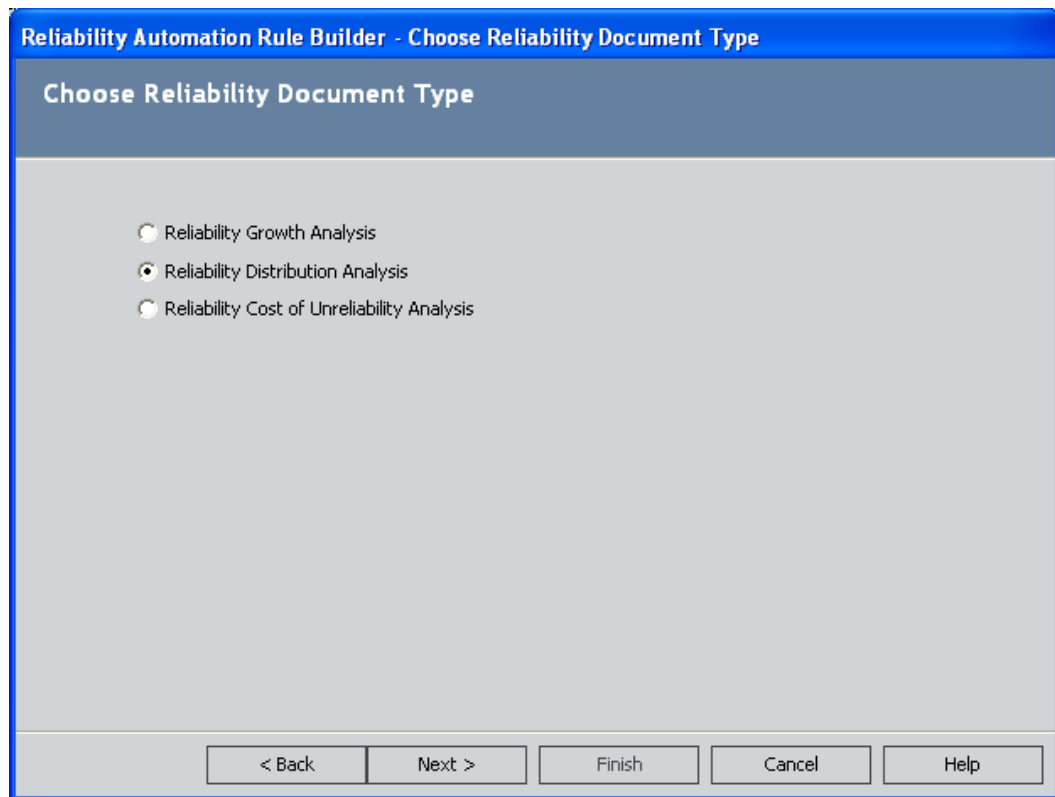 Reliability Automation Rule Builder - Choose Reliability Document Type
Choose Reliability Document Type
Reliability Growth Analysis
Reliability Distribution Analysis
Reliability Cost of Unreliability Analysis
< Back Next > Finish Cancel Help